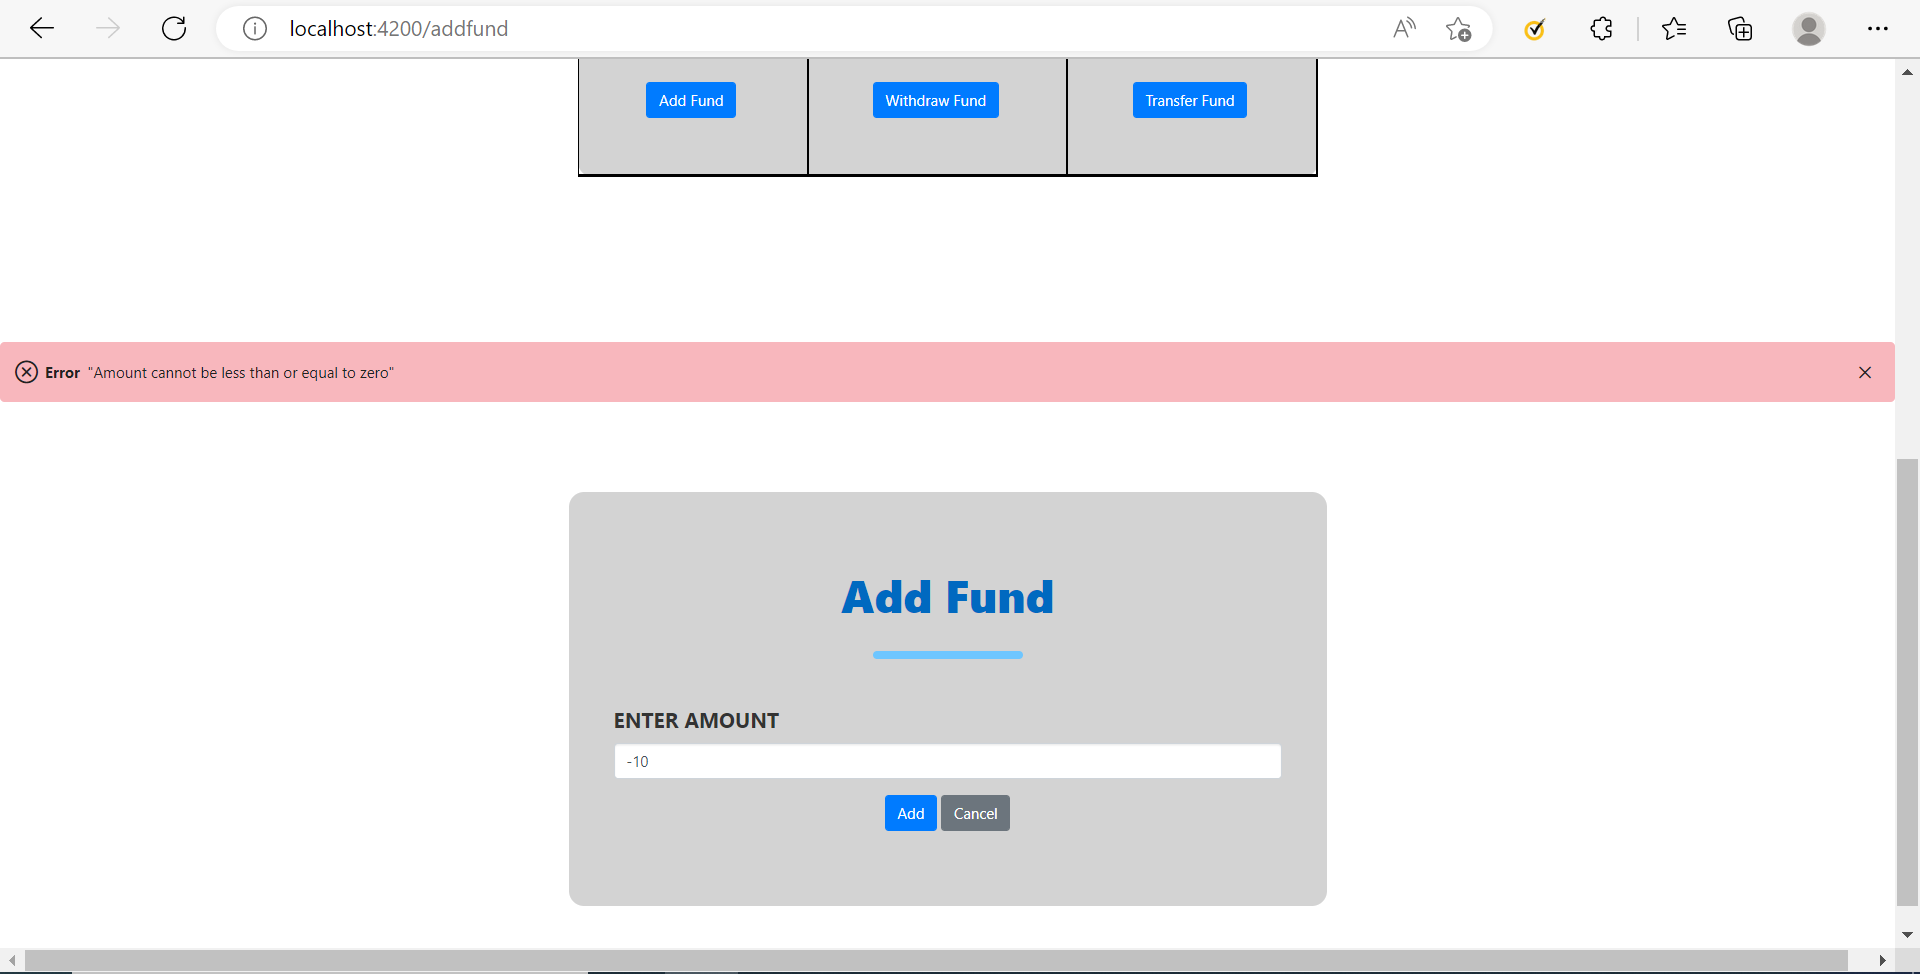 localhost:4200/addfund
Add Fund Withdraw Fund Transfer Fund
Error "Amount cannot be less than or equal to zero"
Add Fund
ENTER AMOUNT
-10
Add Cancel